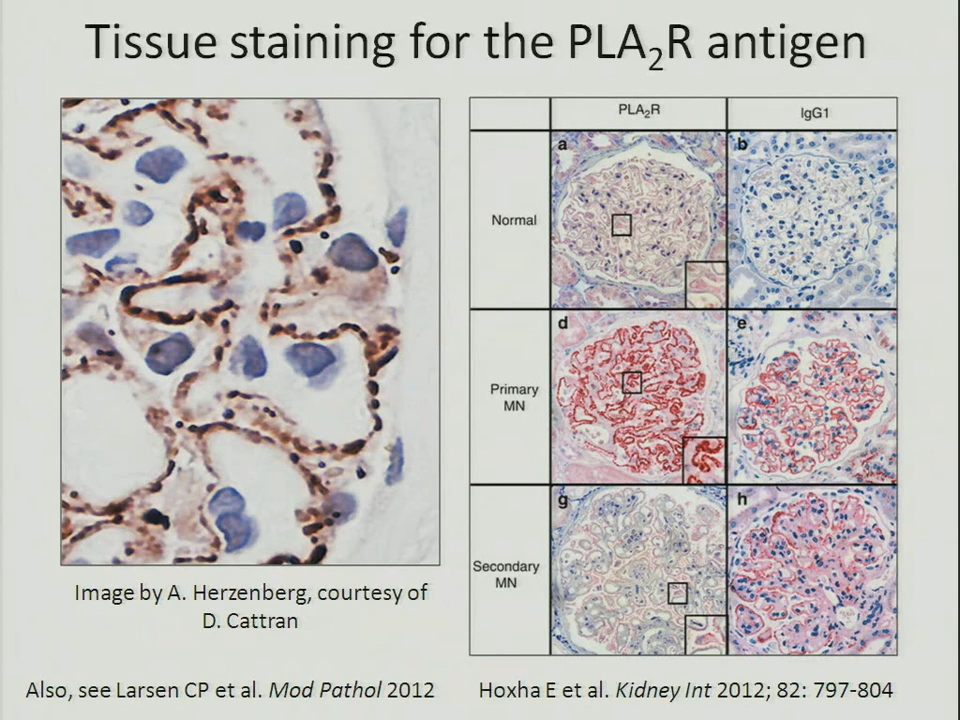 Tissue staining for the PLA₂R antigen
PLA₂R
IgG1
a
b
Normal
d
e
Primary
MN
g
h
Secondary
MN
Image by A. Herzenberg, courtesy of
D. Cattran
Also, see Larsen CP et al. Mod Pathol 2012
Hoxha E et al. Kidney Int 2012; 82: 797-804